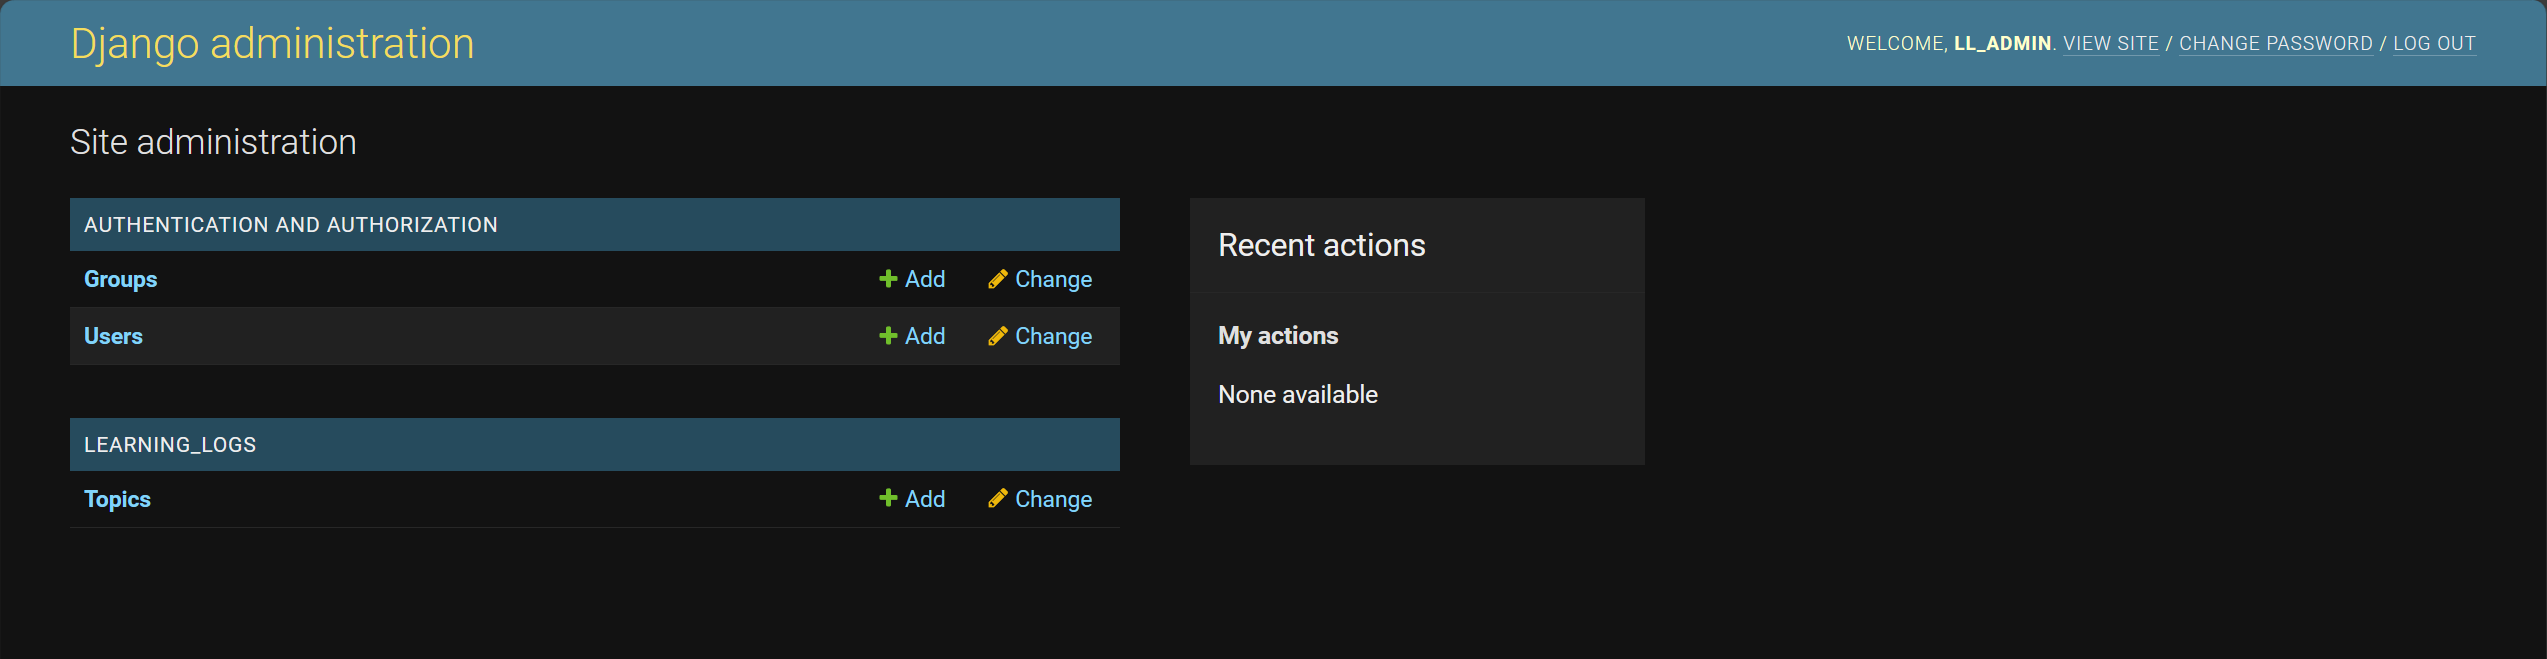 Django administration
WELCOME, LL_ADMIN. VIEW SITE / CHANGE PASSWORD / LOG OUT
Site administration
AUTHENTICATION AND AUTHORIZATION
Groups Add Change
Users Add Change
LEARNING_LOGS
Topics Add Change
Recent actions
My actions
None available